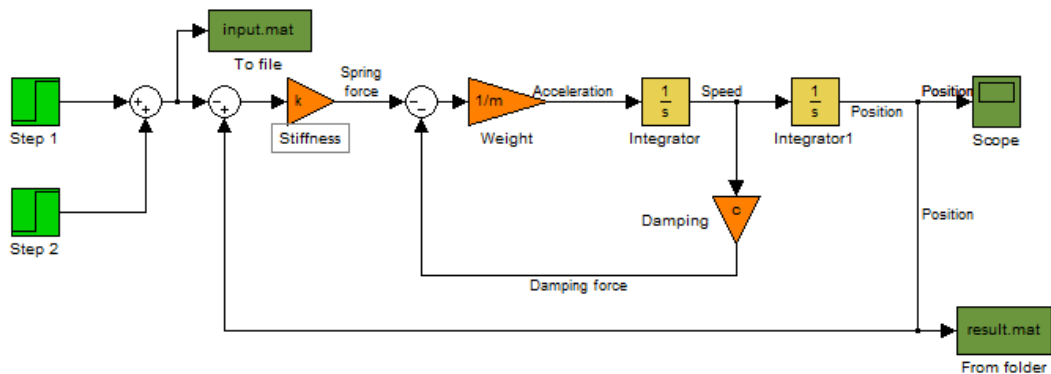 input.mat
To file
Step 1
+
+
−
+
k
Stiffness
Spring
force
−
−
1/m
Weight
Acceleration
1
s
Integrator
Speed
1
s
Integrator1
Position
Position
Scope
Step 2
Damping
c
Position
Damping force
result.mat
From folder